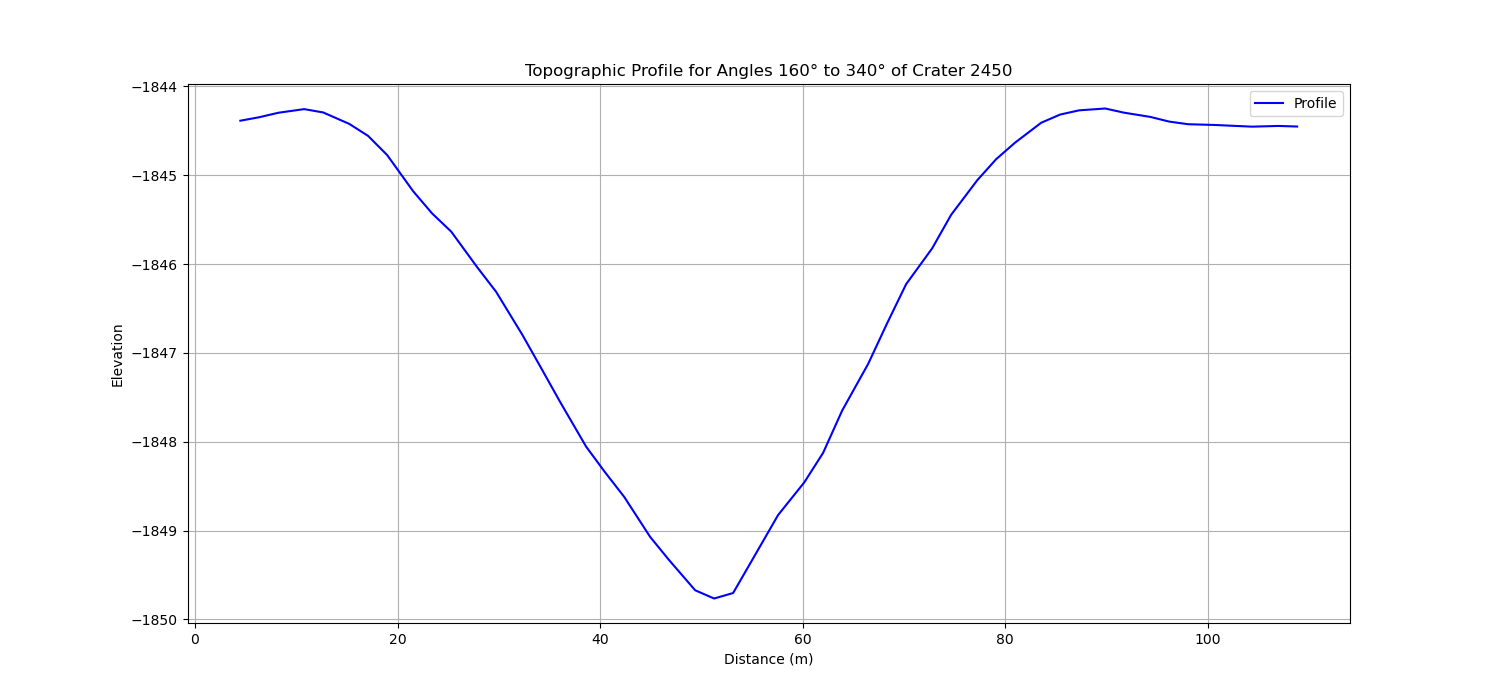 Topographic Profile for Angles 160° to 340° of Crater 2450
Profile
Elevation
−1844
−1845
−1846
−1847
−1848
−1849
−1850
0 20 40 60 80 100
Distance (m)